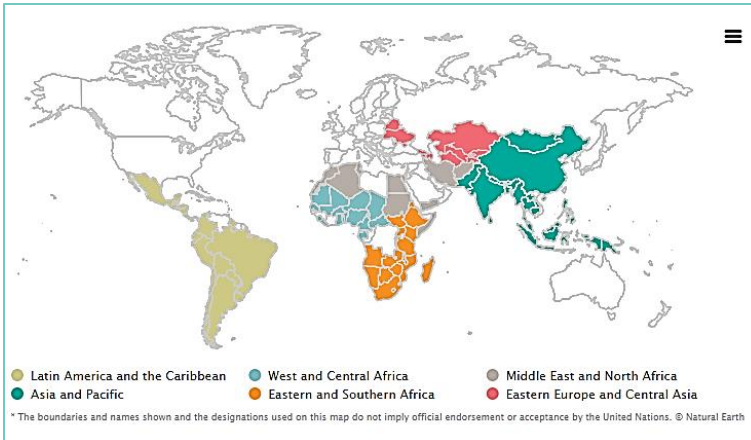 Latin America and the Caribbean West and Central Africa Middle East and North Africa
Asia and Pacific Eastern and Southern Africa Eastern Europe and Central Asia
* The boundaries and names shown and the designations used on this map do not imply official endorsement or acceptance by the United Nations. © Natural Earth